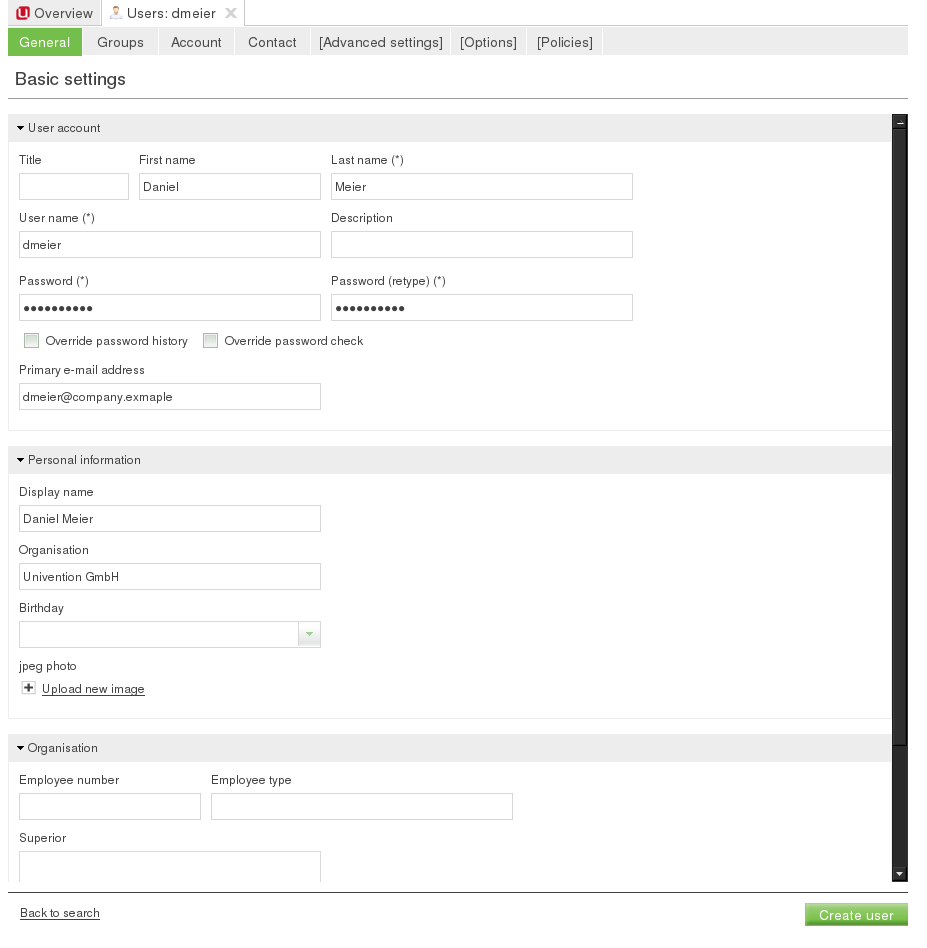 Overview Users: dmeier
General Groups Account Contact [Advanced settings] [Options] [Policies]
Basic settings
User account
Title First name Last name (*)
Daniel Meier
User name (*) Description
dmeier
Password (*) Password (retype) (*)
●●●●●●●●●● ●●●●●●●●●●
Override password history Override password check
Primary e-mail address
dmeier@company.exmaple
Personal information
Display name
Daniel Meier
Organisation
Univention GmbH
Birthday
jpeg photo
Upload new image
Organisation
Employee number Employee type
Superior
Back to search Create user